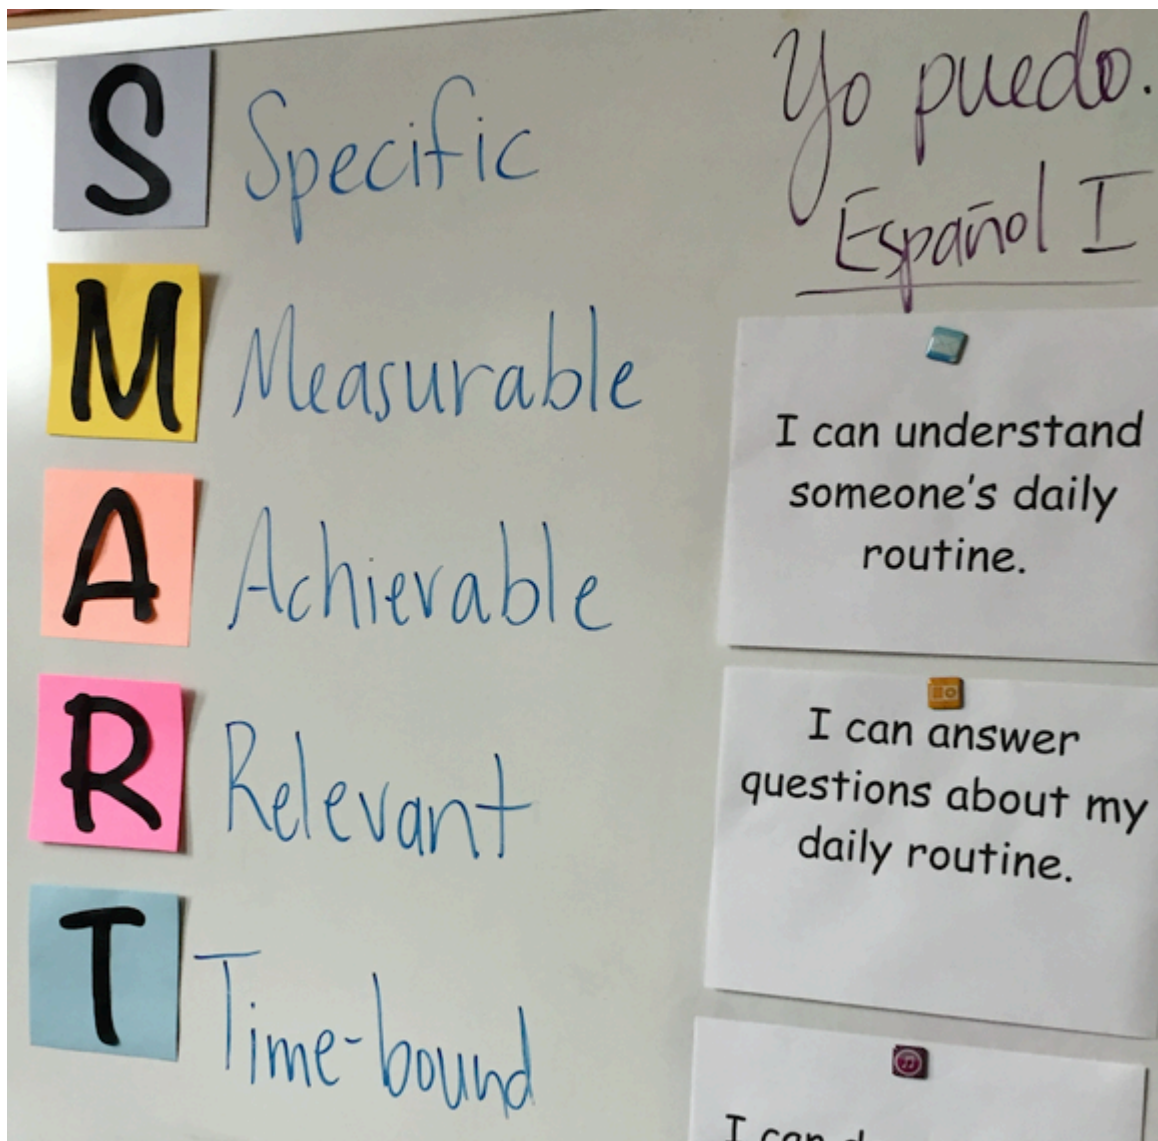 S Specific
M Measurable
A Achievable
R Relevant
T Time-bound
Yo puedo.
Español I
I can understand
someone's daily
routine.
I can answer
questions about my
daily routine.
I can